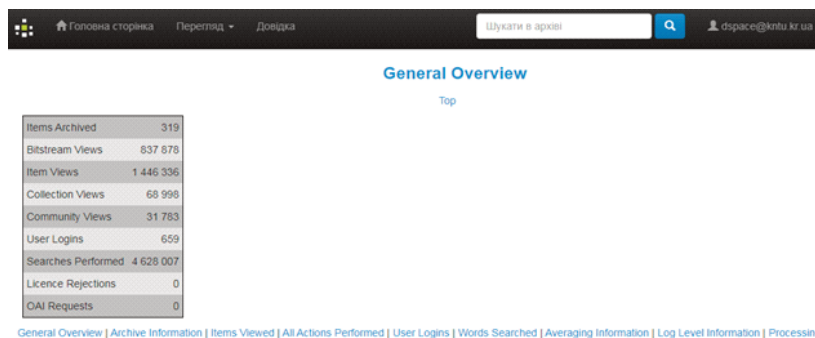 Головна сторінка Перегляд Довідка Шукати в архіві dspace@kntu.kr.ua
General Overview
Top
Items Archived 319
Bitstream Views 837 878
Item Views 1 446 336
Collection Views 68 998
Community Views 31 783
User Logins 659
Searches Performed 4 628 007
Licence Rejections 0
OAI Requests 0
General Overview | Archive Information | Items Viewed | All Actions Performed | User Logins | Words Searched | Averaging Information | Log Level Information | Processin